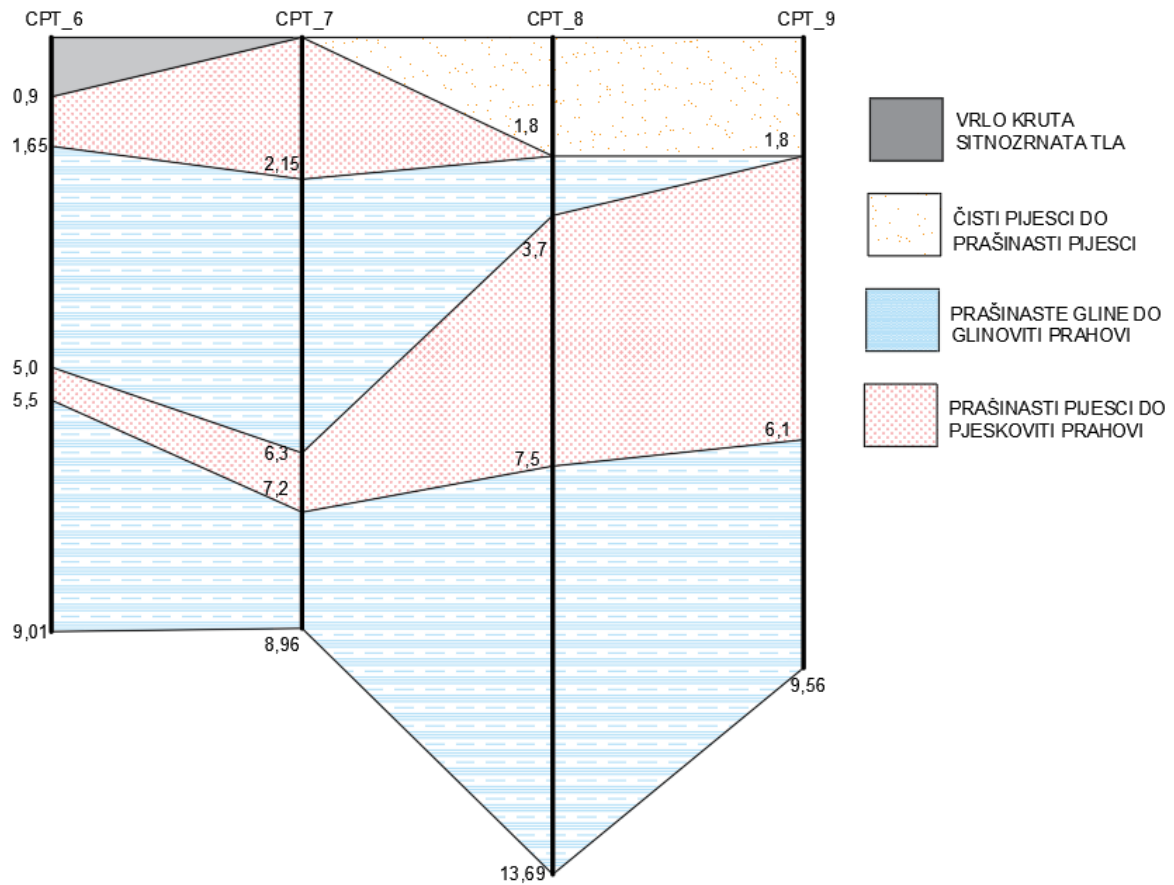 CPT_6
CPT_7
CPT_8
CPT_9
0,9
1,65
5,0
5,5
9,01
2,15
6,3
7,2
8,96
1,8
3,7
7,5
13,69
1,8
6,1
9,56
VRLO KRUTA
SITNOZRNATA TLA
ČISTI PIJESCI DO
PRAŠINASTI PIJESCI
PRAŠINASTE GLINE DO
GLINOVITI PRAHOVI
PRAŠINASTI PIJESCI DO
PJESKOVITI PRAHOVI